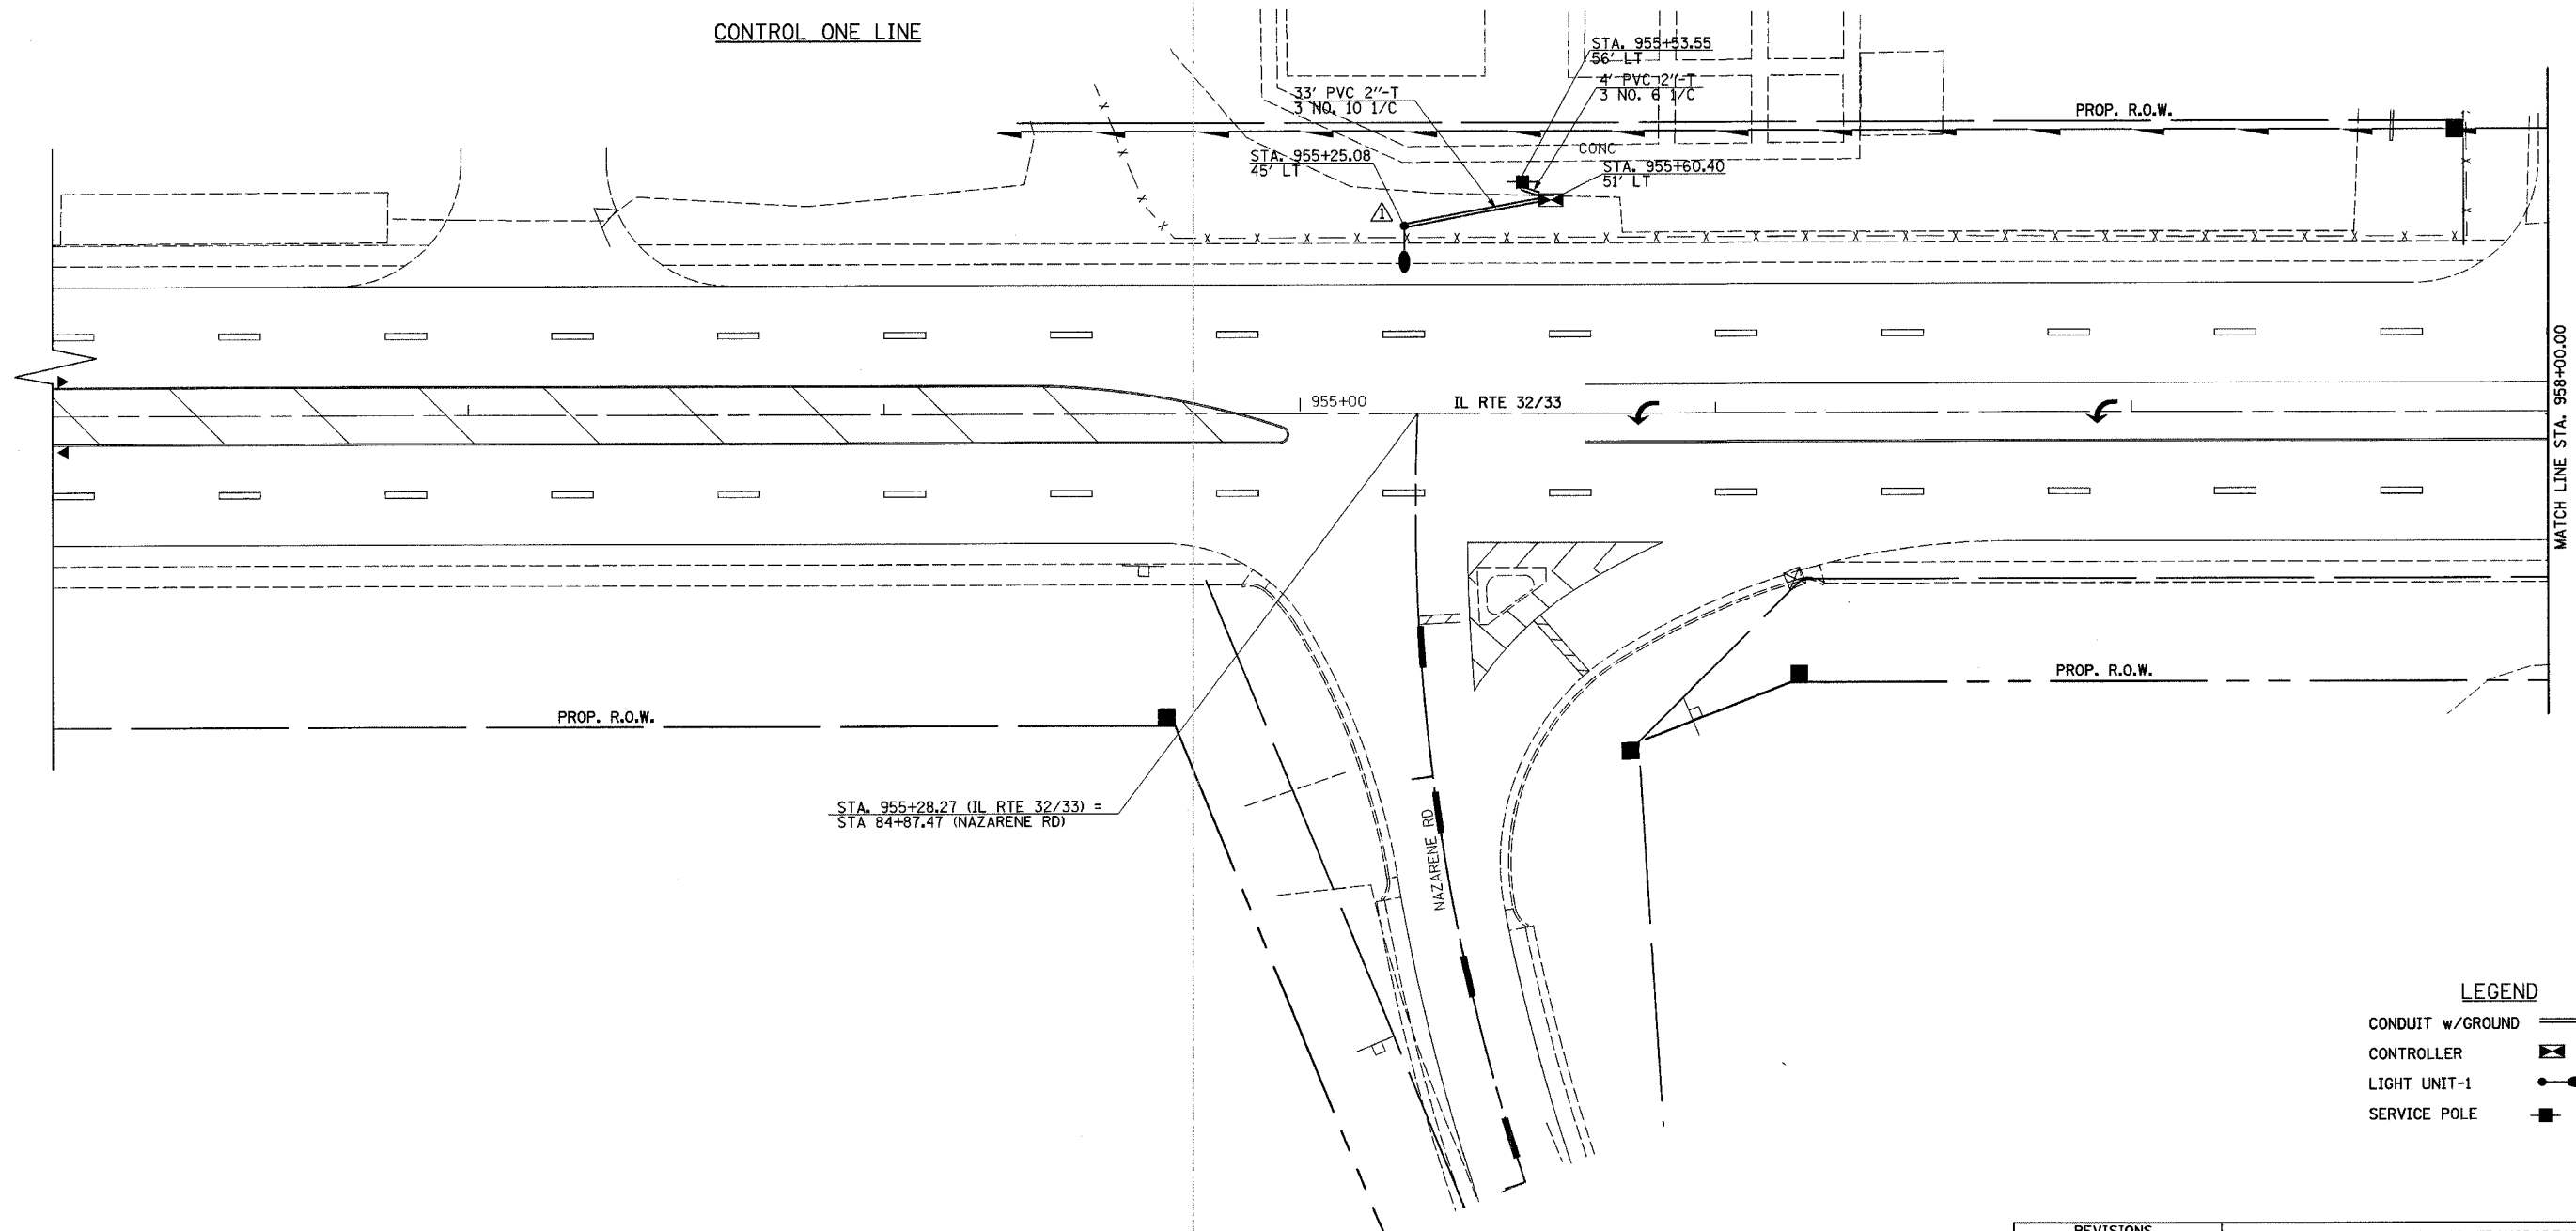 CONTROL ONE LINE
STA. 955+53.55
56' LT
4' PVC 2"-T
3 NO. 6 1/C
33' PVC 2"-T
3 NO. 10 1/C
PROP. R.O.W.
CONC
STA. 955+25.08
45' LT
STA. 955+60.40
51' LT
1
955+00
IL RTE 32/33
MATCH LINE STA. 958+00.00
PROP. R.O.W.
PROP. R.O.W.
STA. 955+28.27 (IL RTE 32/33) =
STA 84+87.47 (NAZARENE RD)
NAZARENE RD
LEGEND
CONDUIT w/GROUND
CONTROLLER
LIGHT UNIT-1
SERVICE POLE
REVISIONS